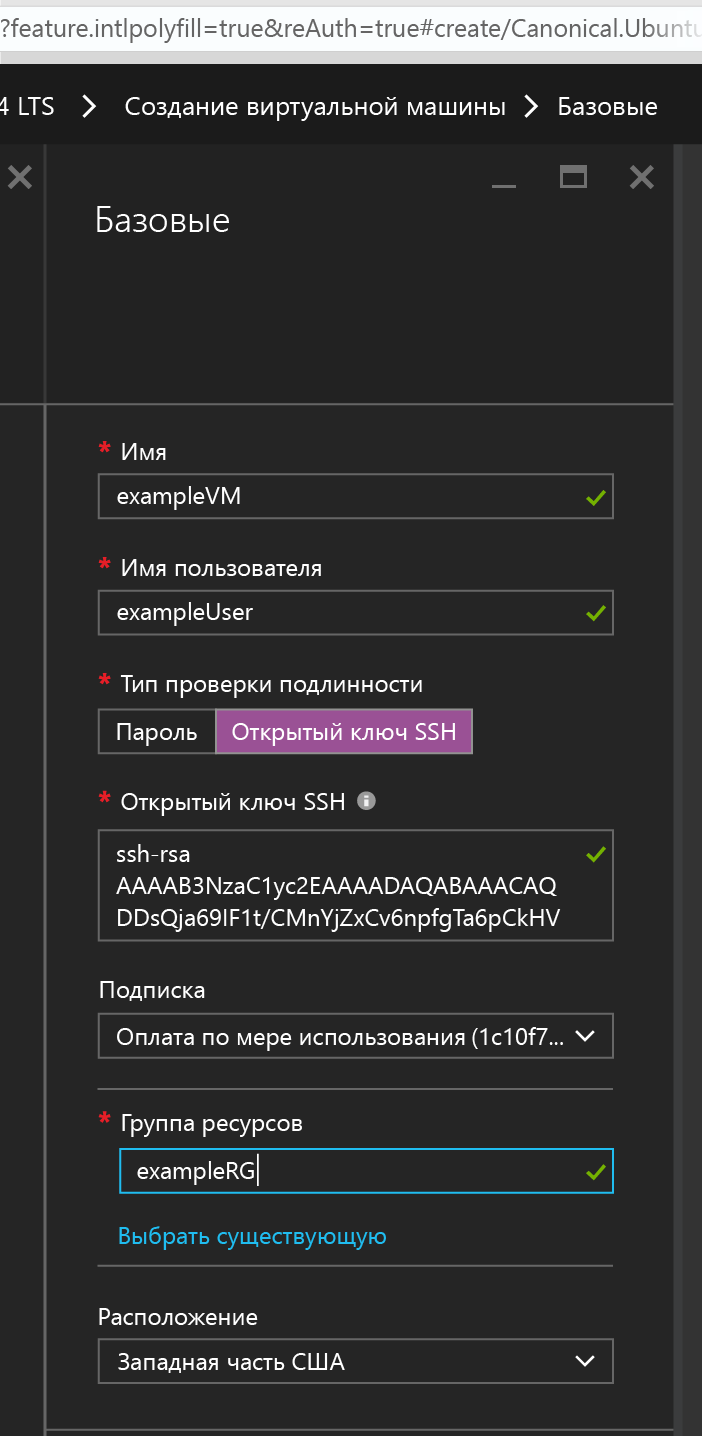 ?feature.intlpolyfill=true&reAuth=true#create/Canonical.Ubuntu
4 LTS > Создание виртуальной машины > Базовые
Базовые
* Имя
exampleVM
* Имя пользователя
exampleUser
* Тип проверки подлинности
Пароль Открытый ключ SSH
* Открытый ключ SSH
ssh-rsa
AAAAB3NzaC1yc2EAAAADAQABAAACAQ
DDsQja69IF1t/CMnYjZxCv6npfgTa6pCkHV
Подписка
Оплата по мере использования (1c10f7...
* Группа ресурсов
exampleRG
Выбрать существующую
Расположение
Западная часть США